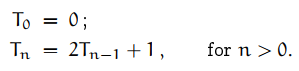 T₀ = 0 ;
Tₙ = 2Tₙ₋₁ + 1 ,    for n > 0.